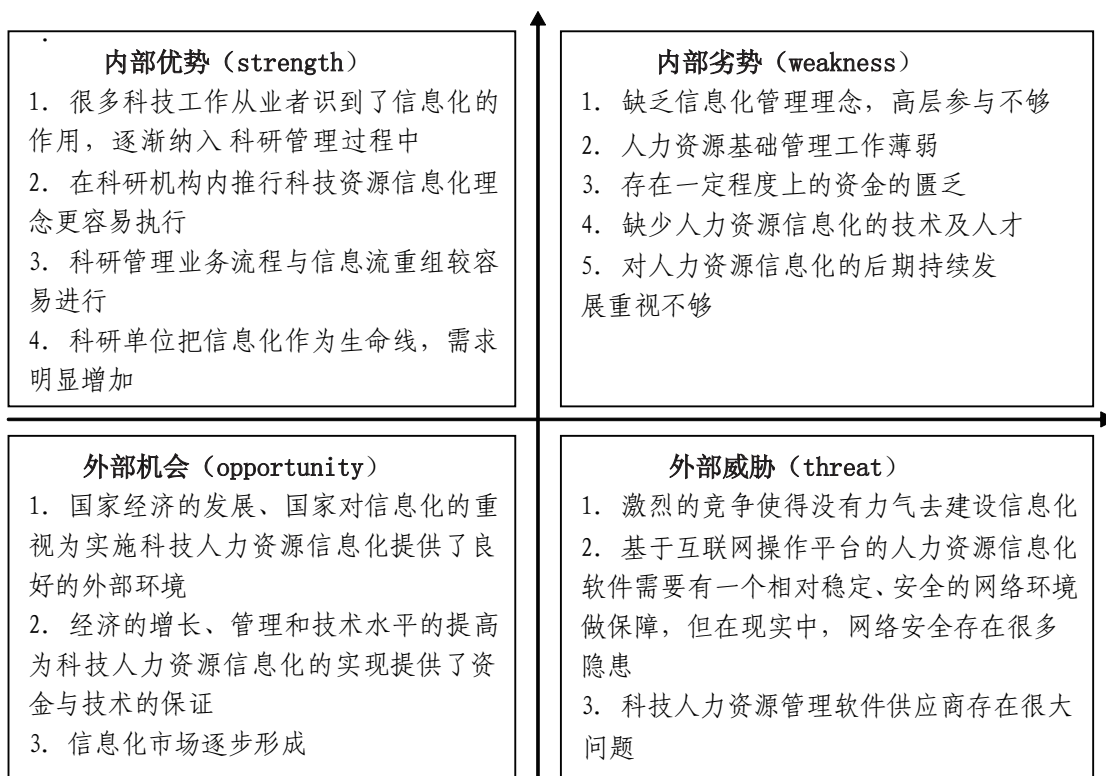 内部优势（strength）
1. 很多科技工作从业者识到了信息化的
作用，逐渐纳入 科研管理过程中
2. 在科研机构内推行科技资源信息化理
念更容易执行
3. 科研管理业务流程与信息流重组较容
易进行
4. 科研单位把信息化作为生命线，需求
明显增加
内部劣势（weakness）
1. 缺乏信息化管理理念，高层参与不够
2. 人力资源基础管理工作薄弱
3. 存在一定程度上的资金的匮乏
4. 缺少人力资源信息化的技术及人才
5. 对人力资源信息化的后期持续发
展重视不够
外部机会（opportunity）
1. 国家经济的发展、国家对信息化的重
视为实施科技人力资源信息化提供了良
好的外部环境
2. 经济的增长、管理和技术水平的提高
为科技人力资源信息化的实现提供了资
金与技术的保证
3. 信息化市场逐步形成
外部威胁（threat）
1. 激烈的竞争使得没有力气去建设信息化
2. 基于互联网操作平台的人力资源信息化
软件需要有一个相对稳定、安全的网络环境
做保障，但在现实中，网络安全存在很多
隐患
3. 科技人力资源管理软件供应商存在很大
问题